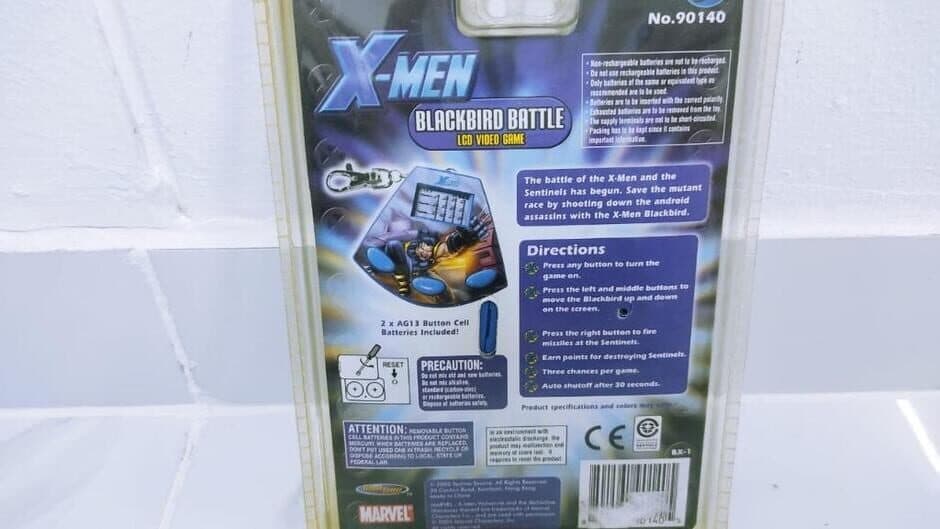 No.90140
X-MEN
BLACKBIRD BATTLE
LCD VIDEO GAME
• Non-rechargeable batteries are not to be recharged.
• Do not use rechargeable batteries in this product.
• Only batteries of the same or equivalent type as
recommended are to be used.
• Batteries are to be inserted with the correct polarity.
• Exhausted batteries are to be removed from the toy.
• The supply terminals are not to be short-circuited.
• Packing has to be kept since it contains
important information.
The battle of the X-Men and the
Sentinels has begun. Save the mutant
race by shooting down the android
assassins with the X-Men Blackbird.
Directions
Press any button to turn the
game on.
Press the left and middle buttons to
move the Blackbird up and down
on the screen.
Press the right button to fire
missiles at the Sentinels.
Earn points for destroying Sentinels.
Three chances per game.
Auto shutoff after 30 seconds.
Product specifications and colors may
2 x AG13 Button Cell
Batteries Included!
RESET
PRECAUTION:
Do not mix old and new batteries.
Do not mix alkaline,
standard (carbon-zinc)
or rechargeable batteries.
Dispose of batteries safely.
ATTENTION: REMOVABLE BUTTON
CELL BATTERIES IN THIS PRODUCT CONTAINS
MERCURY. WHEN BATTERIES ARE REPLACED,
DON'T PUT USED ONE IN TRASH. RECYCLE OR
DISPOSE ACCORDING TO LOCAL, STATE OR
FEDERAL LAW.
In an environment with
electrostatic discharge, the
product may malfunction and
memory of score lost. It
requires to reset the product
CE
BX-1
All Rights Reserved
Hong Kong
Made in China
MARVEL